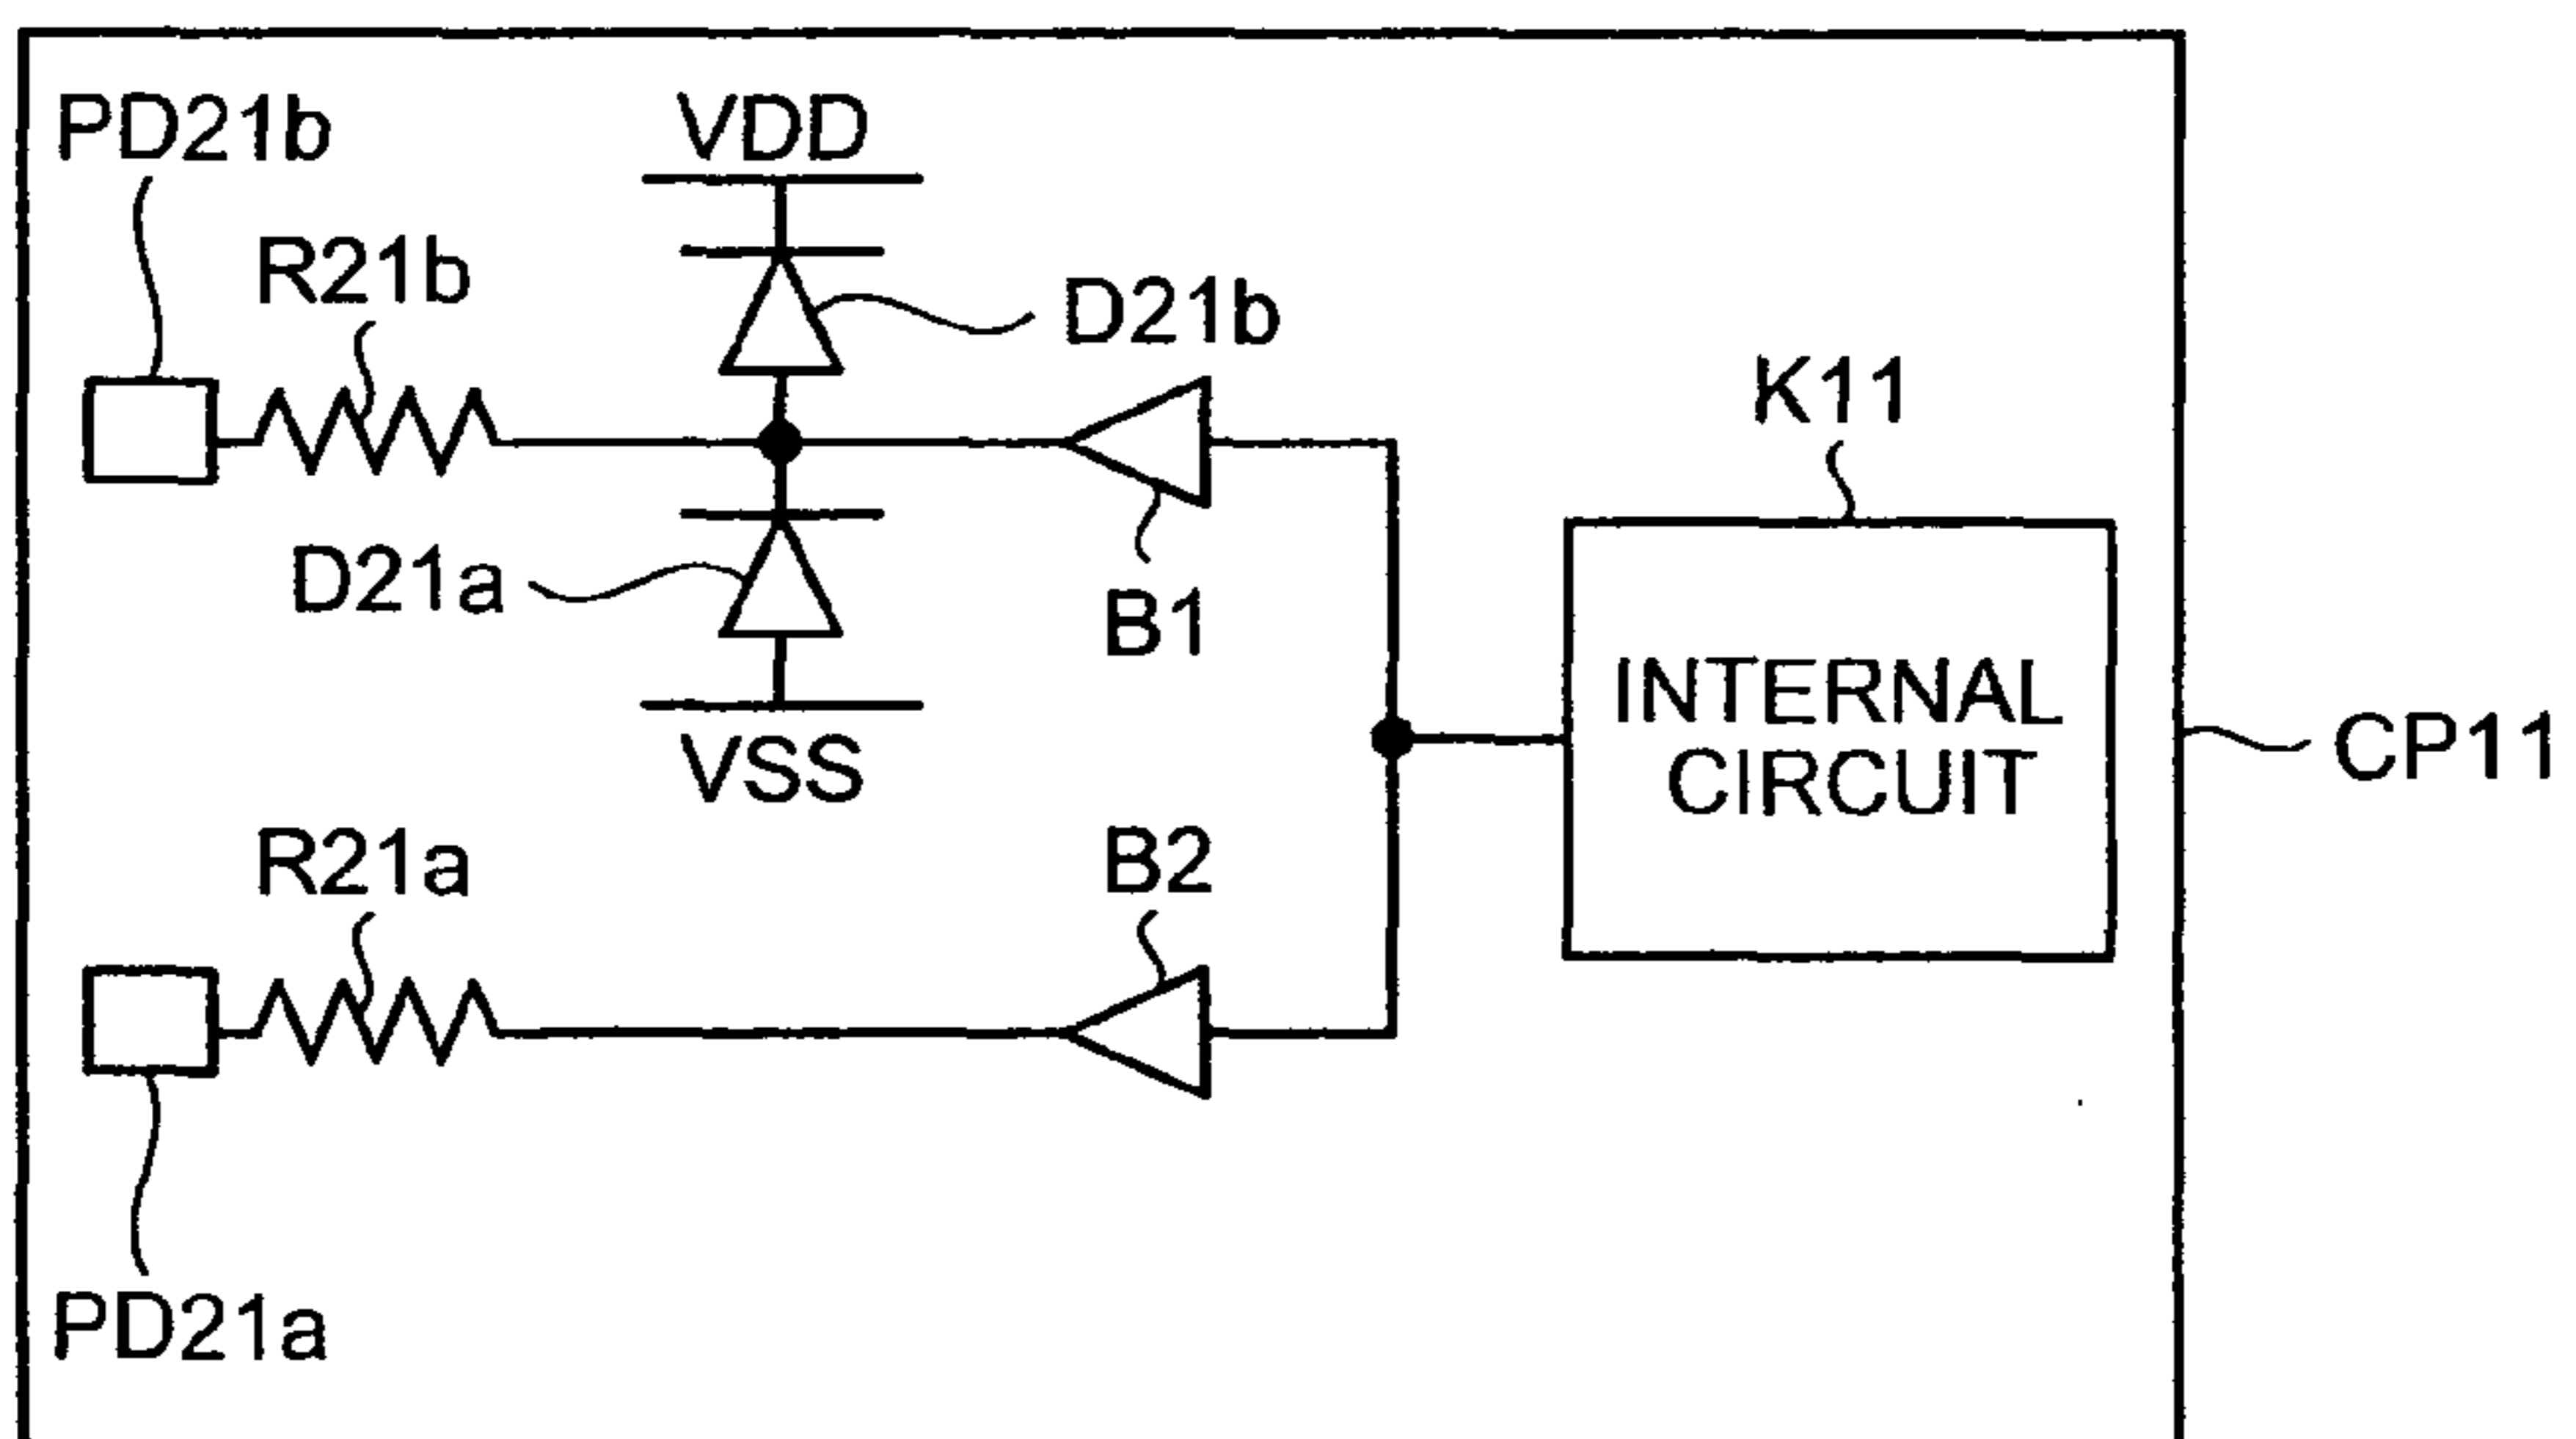 PD21b
VDD
R21b
D21b
K11
D21a
B1
INTERNAL
CIRCUIT
CP11
VSS
R21a
B2
PD21a